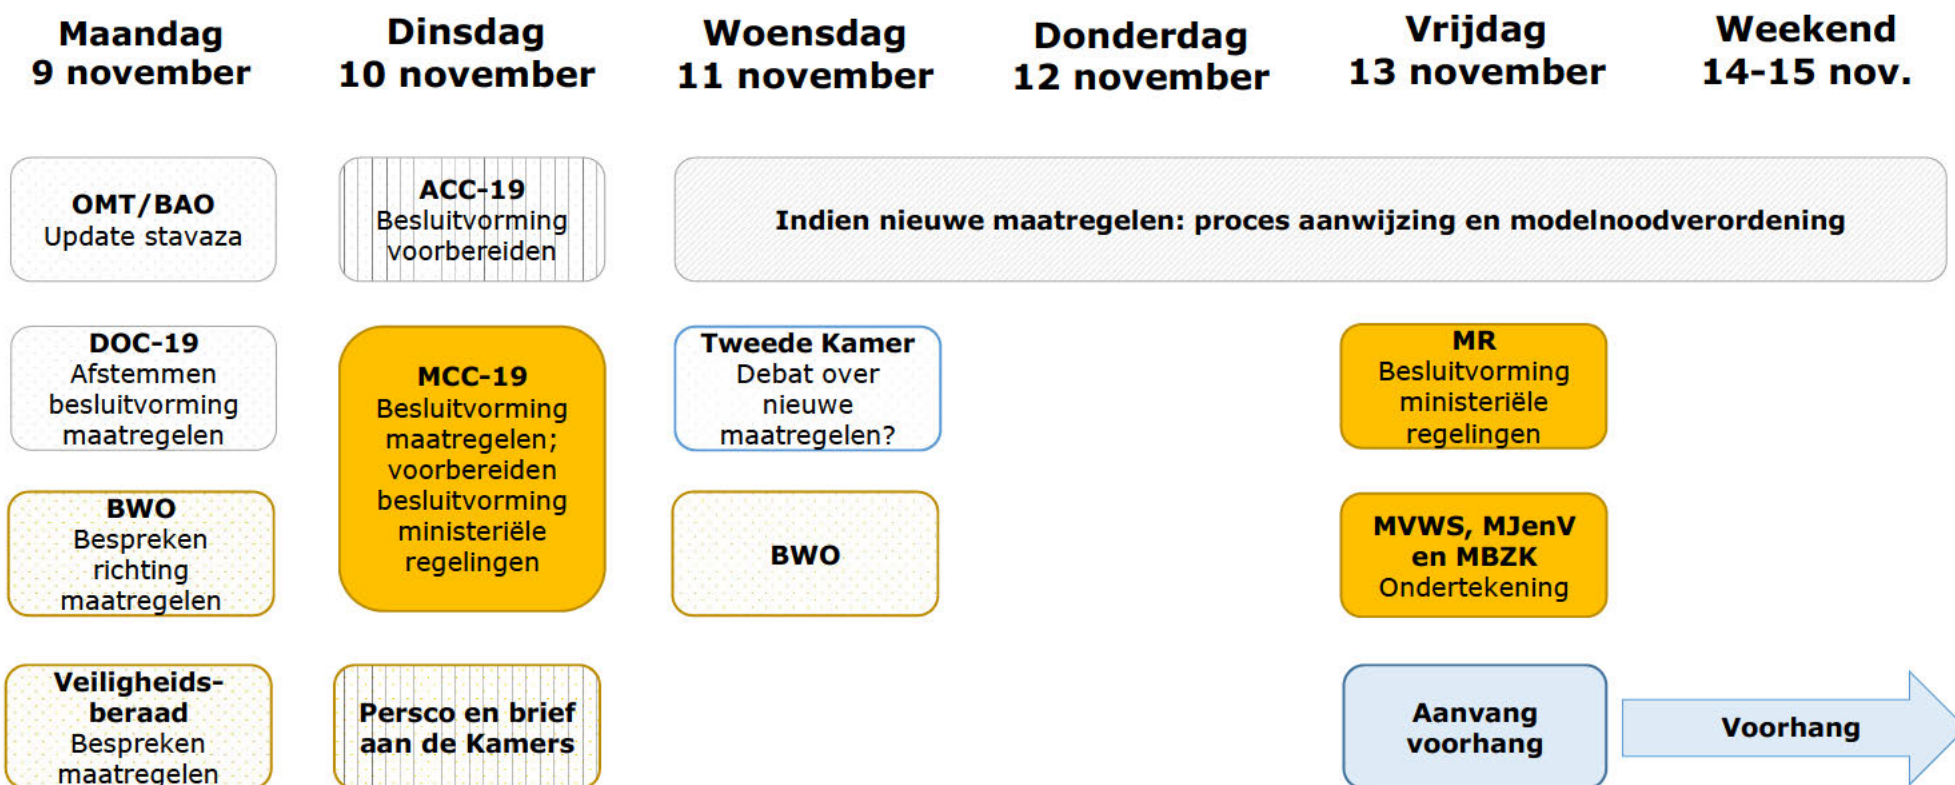 Maandag
9 november
Dinsdag
10 november
Woensdag
11 november
Donderdag
12 november
Vrijdag
13 november
Weekend
14-15 nov.
OMT/BAO
Update stavaza
ACC-19
Besluitvorming
voorbereiden
Indien nieuwe maatregelen: proces aanwijzing en modelnoodverordening
DOC-19
Afstemmen
besluitvorming
maatregelen
MCC-19
Besluitvorming
maatregelen;
voorbereiden
besluitvorming
ministeriële
regelingen
Tweede Kamer
Debat over
nieuwe
maatregelen?
MR
Besluitvorming
ministeriële
regelingen
BWO
Bespreken
richting
maatregelen
BWO
MVWS, MJenV
en MBZK
Ondertekening
Veiligheids-
beraad
Bespreken
maatregelen
Persco en brief
aan de Kamers
Aanvang
voorhang
Voorhang